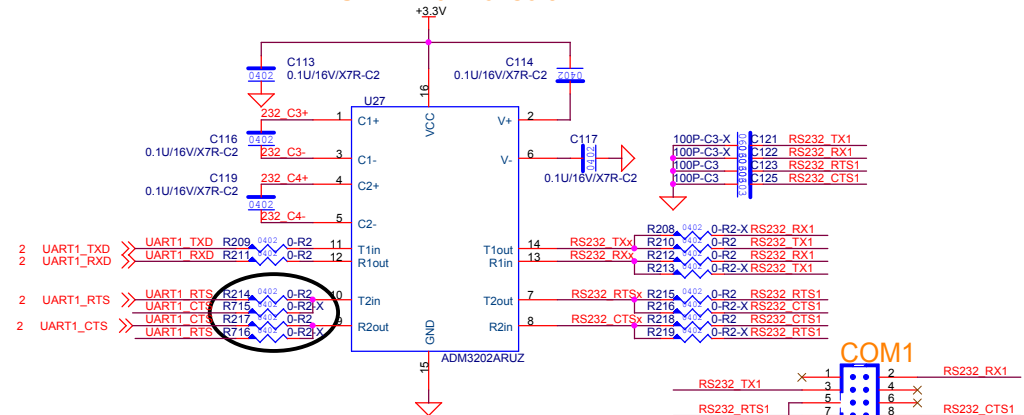 +3.3V
C113
0402
0.1U/16V/X7R-C2
C114
0402
0.1U/16V/X7R-C2
U27
16
VCC
232_C3+
1
C1+
V+
2
C116
0402
0.1U/16V/X7R-C2
232_C3-
3
C1-
V-
6
C117
0402
0.1U/16V/X7R-C2
C119
0402
0.1U/16V/X7R-C2
232_C4+
4
C2+
232_C4-
5
C2-
100P-C3-X
C121
RS232_TX1
100P-C3-X
C122
RS232_RX1
100P-C3
C123
RS232_RTS1
100P-C3
C125
RS232_CTS1
2 UART1_TXD
UART1_TXD R209 0402 0-R2 11 T1in
2 UART1_RXD
UART1_RXD R211 0-R2 12 R1out
T1out 14 RS232_TXx
R1in 13 RS232_RXx
R208 0402 0-R2-X RS232_RX1
R210 0402 0-R2 RS232_TX1
R212 0402 0-R2 RS232_RX1
R213 0402 0-R2-X RS232_TX1
2 UART1_RTS
UART1_RTS R214 0402 0-R2 10 T2in
UART1_CTS R715 0402 0-R2-X
2 UART1_CTS
UART1_CTS R217 0402 0-R2 9 R2out
UART1_RTS R716 0402 0-R2-X
T2out 7 RS232_RTSx
R2in 8 RS232_CTSx
R215 0402 0-R2 RS232_RTS1
R216 0402 0-R2-X RS232_CTS1
R218 0402 0-R2 RS232_CTS1
R219 0402 0-R2-X RS232_RTS1
GND
15
ADM3202ARUZ
COM1
1 2 RS232_RX1
RS232_TX1 3 4
5 6
RS232_RTS1 7 8 RS232_CTS1